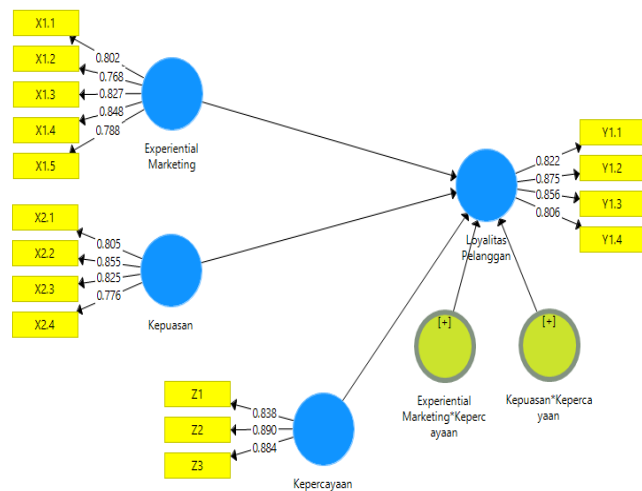 X1.1
X1.2
X1.3
X1.4
X1.5
0.802
0.768
0.827
0.848
0.788
Experiential
Marketing
X2.1
X2.2
X2.3
X2.4
0.805
0.855
0.825
0.776
Kepuasan
Z1
Z2
Z3
0.838
0.890
0.884
Kepercayaan
Y1.1
Y1.2
Y1.3
Y1.4
0.822
0.875
0.856
0.806
Loyalitas
Pelanggan
[+]
Experiential
Marketing*Keperc
ayaan
[+]
Kepuasan*Keperca
yaan